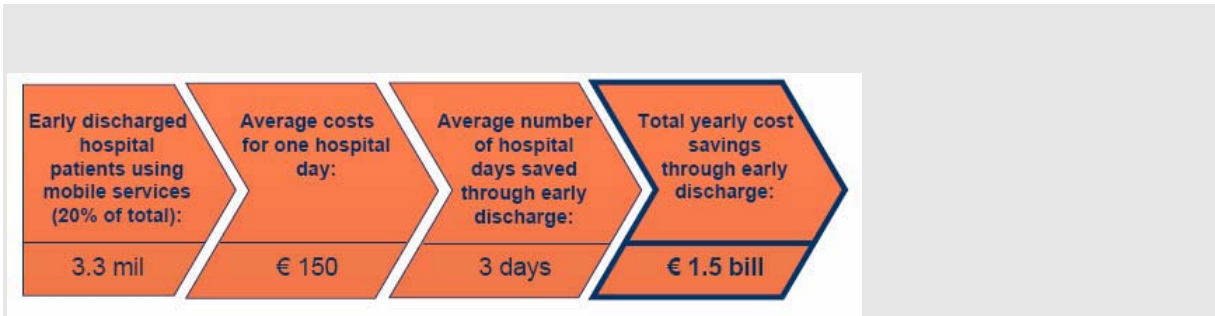 Early discharged
hospital
patients using
mobile services
(20% of total):
3.3 mil
Average costs
for one hospital
day:
€ 150
Average number
of hospital
days saved
through early
discharge:
3 days
Total yearly cost
savings
through early
discharge:
€ 1.5 bill